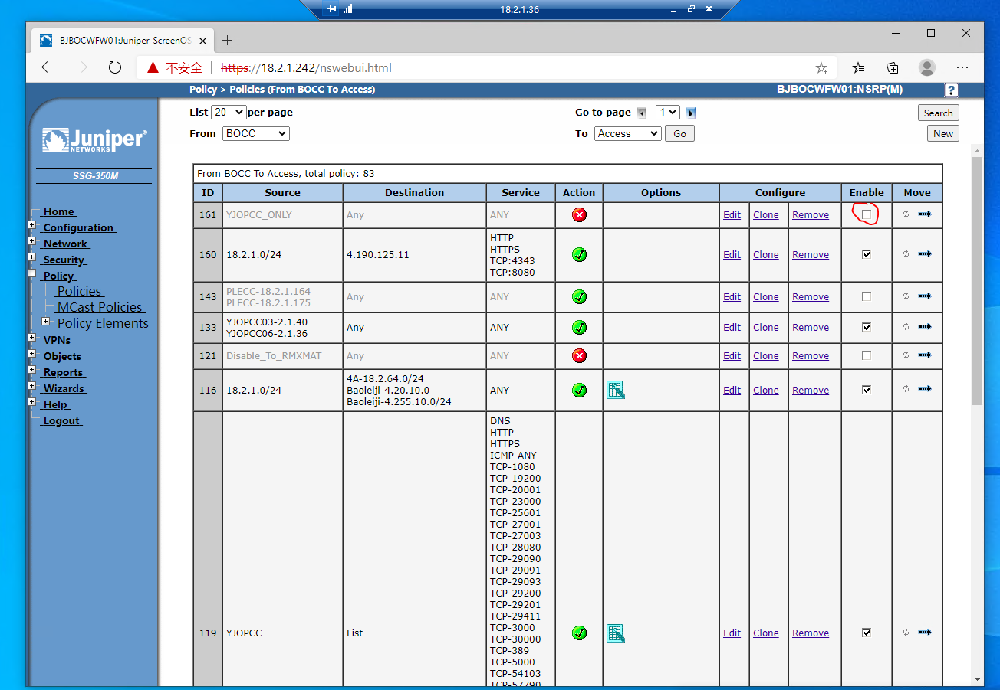 18.2.1.36
BJBOCWFW01:Juniper-ScreenOS
不安全 https://18.2.1.242/nswebui.html
Policy > Policies (From BOCC To Access) BJBOCWFW01:NSRP(M) ?
List 20 per page Go to page 1 Search
From BOCC To Access Go New
Juniper®
NETWORKS
SSG-350M
Home
Configuration
Network
Security
Policy
Policies
MCast Policies
Policy Elements
VPNs
Objects
Reports
Wizards
Help
Logout
From BOCC To Access, total policy: 83
ID Source Destination Service Action Options Configure Enable Move
161 YJOPCC_ONLY Any ANY Edit Clone Remove
160 18.2.1.0/24 4.190.125.11 HTTP
HTTPS
TCP:4343
TCP:8080
Edit Clone Remove
143 PLECC-18.2.1.164
PLECC-18.2.1.175
Any ANY Edit Clone Remove
133 YJOPCC03-2.1.40
YJOPCC06-2.1.36
Any ANY Edit Clone Remove
121 Disable_To_RMXMAT Any ANY Edit Clone Remove
116 18.2.1.0/24 4A-18.2.64.0/24
Baoleiji-4.20.10.0
Baoleiji-4.255.10.0/24
ANY Edit Clone Remove
119 YJOPCC List DNS
HTTP
HTTPS
ICMP-ANY
TCP-1080
TCP-19200
TCP-20001
TCP-23000
TCP-25601
TCP-27001
TCP-27003
TCP-28080
TCP-29090
TCP-29091
TCP-29093
TCP-29200
TCP-29201
TCP-29411
TCP-3000
TCP-30000
TCP-389
TCP-5000
TCP-54103
TCP-57790
Edit Clone Remove